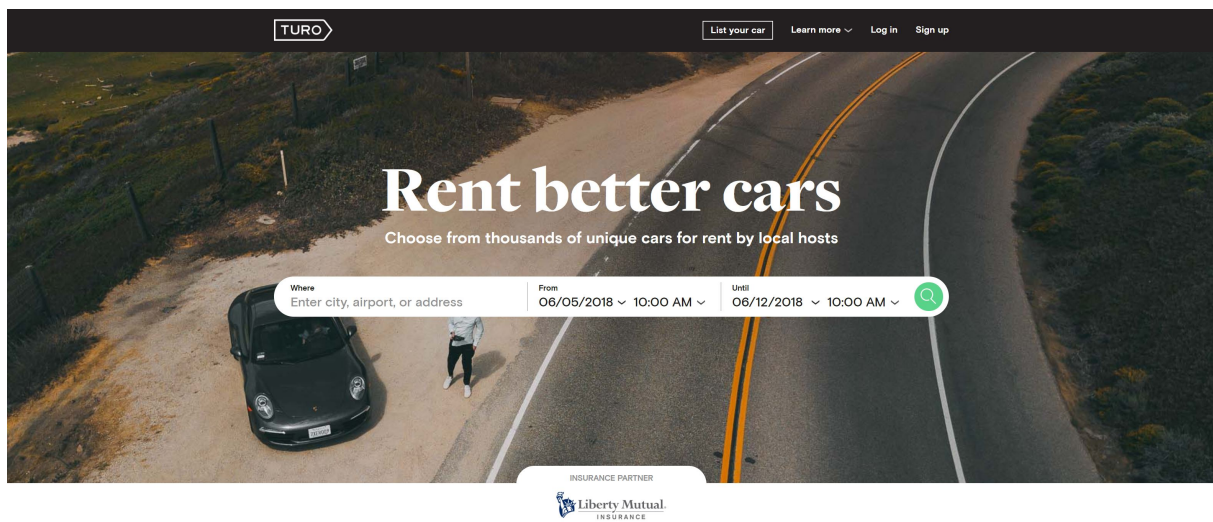 TURO
List your car Learn more Log in Sign up
Rent better cars
Choose from thousands of unique cars for rent by local hosts
Where From Until
Enter city, airport, or address 06/05/2018 10:00 AM 06/12/2018 10:00 AM
INSURANCE PARTNER
Liberty Mutual.
INSURANCE